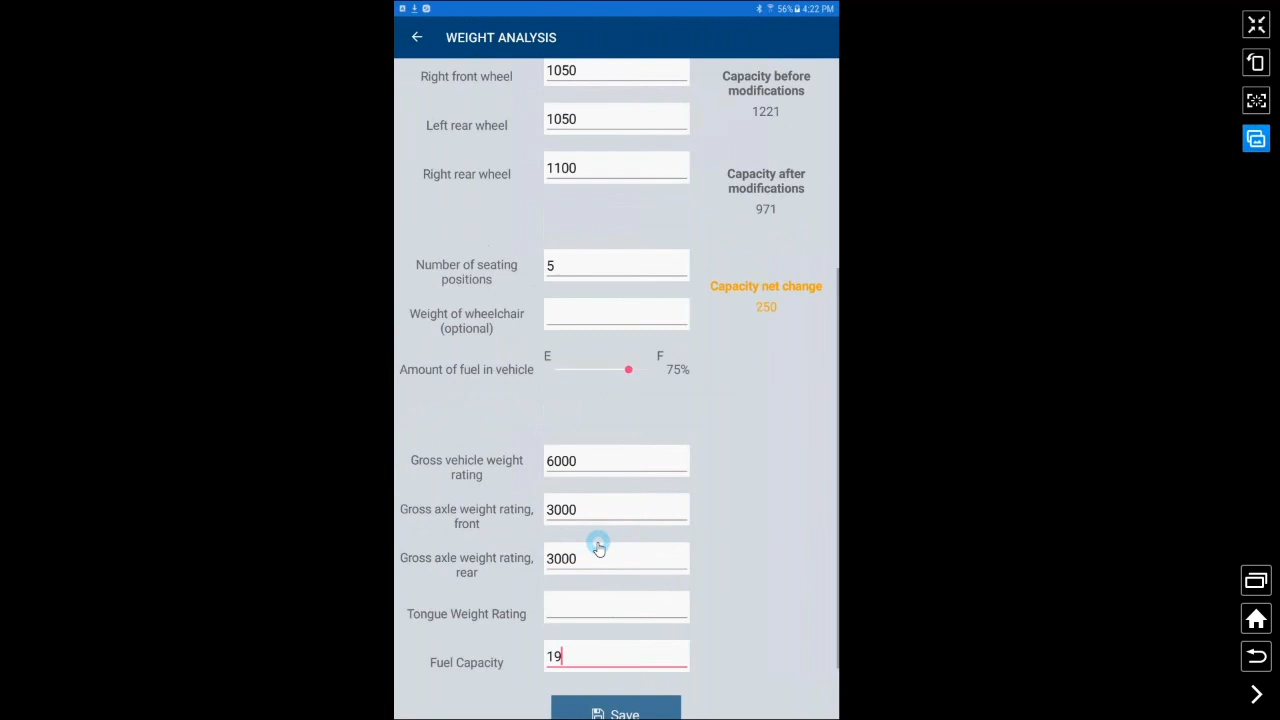 56% 4:22 PM
WEIGHT ANALYSIS
Right front wheel
1050
Left rear wheel
1050
Right rear wheel
1100
Number of seating
positions
5
Weight of wheelchair
(optional)
Amount of fuel in vehicle
E
F
75%
Gross vehicle weight
rating
6000
Gross axle weight rating,
front
3000
Gross axle weight rating,
rear
3000
Tongue Weight Rating
Fuel Capacity
19
Save
Capacity before
modifications
1221
Capacity after
modifications
971
Capacity net change
250